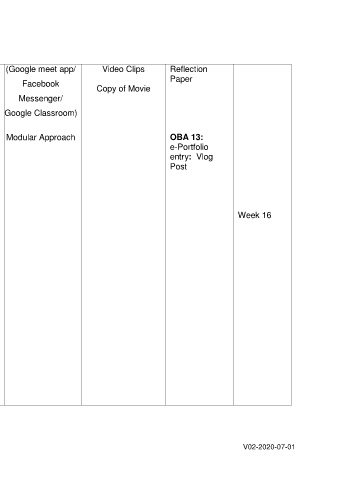 (Google meet app/
Facebook
Messenger/
Google Classroom)
Modular Approach
Video Clips
Copy of Movie
Reflection
Paper
OBA 13:
e-Portfolio
entry: Vlog
Post
Week 16
V02-2020-07-01